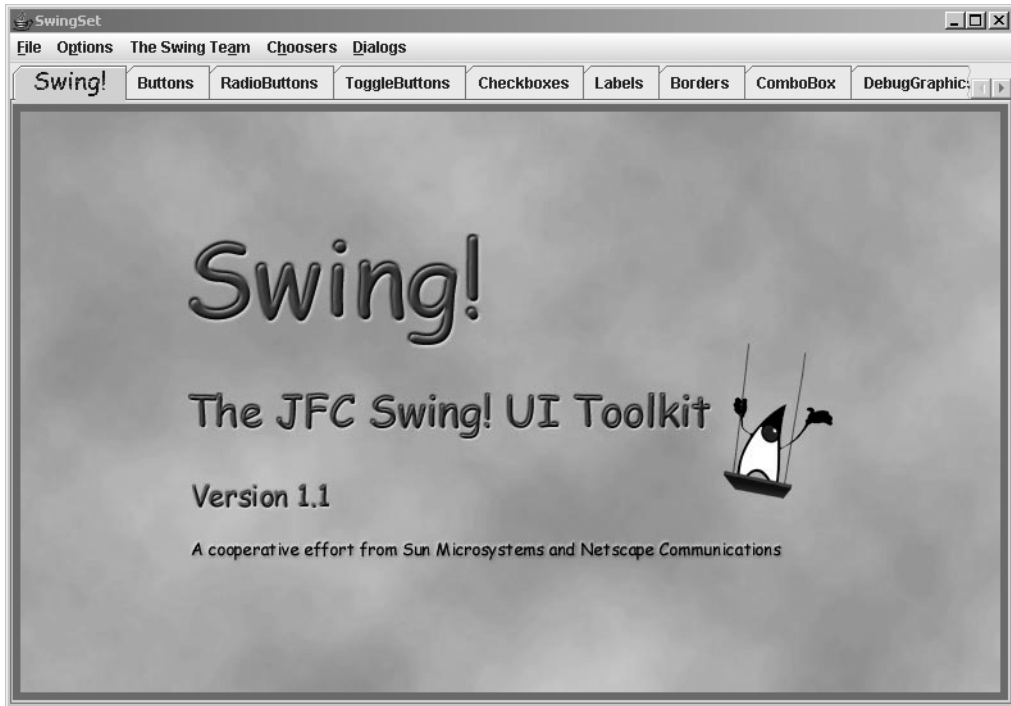 SwingSet
File Options The Swing Team Choosers Dialogs
Swing! Buttons RadioButtons ToggleButtons Checkboxes Labels Borders ComboBox DebugGraphics
Swing!
The JFC Swing! UI Toolkit
Version 1.1
A cooperative effort from Sun Microsystems and Netscape Communications